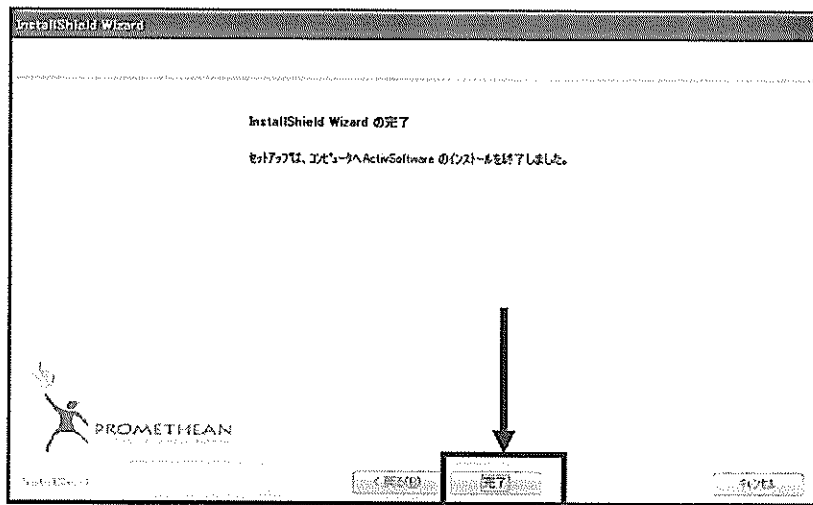 InstallShield Wizard
InstallShield Wizard の完了
セットアップは、コンピュータへActivSoftware のインストールを終了しました。
PROMETHEAN
InstallShield
< 戻る(B)
完了
キャンセル